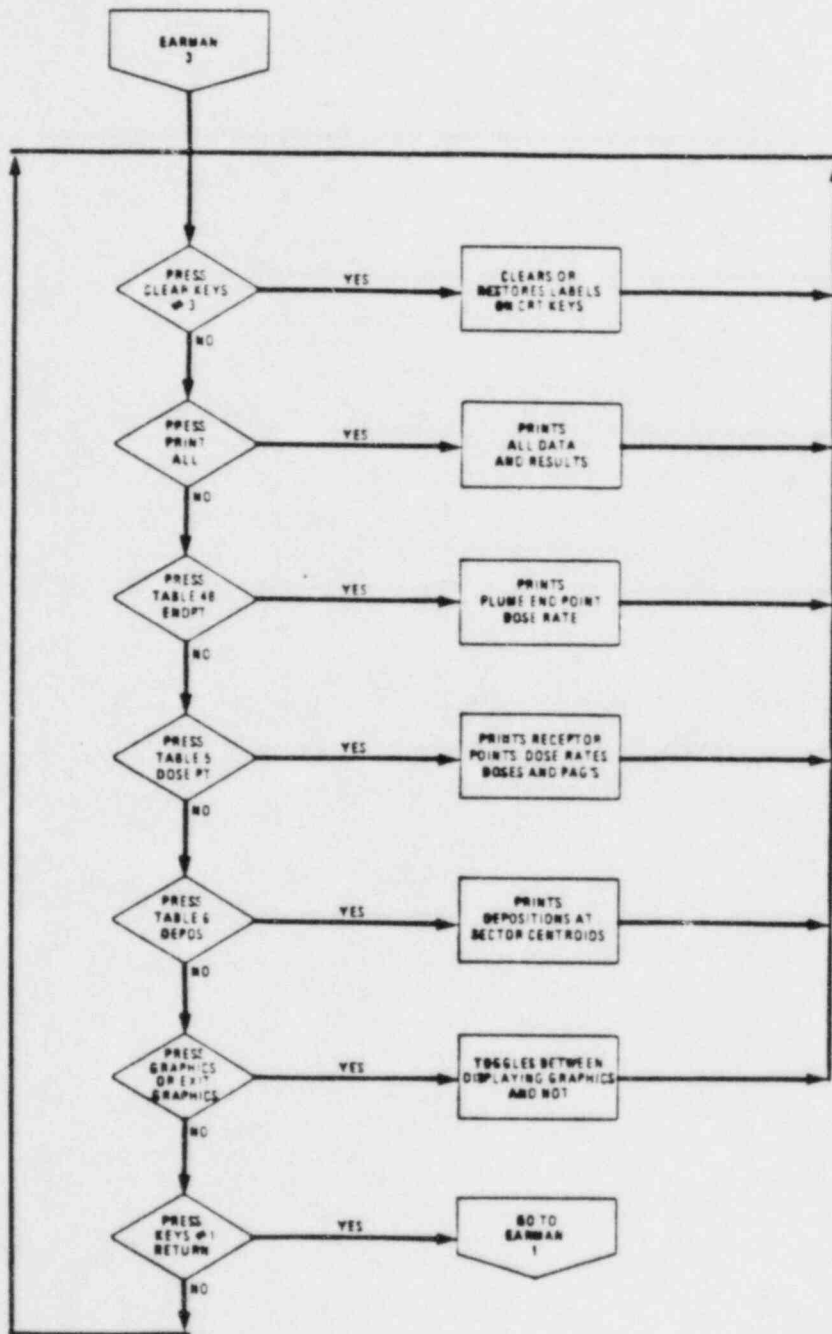 EARMAN
3
PRESS
CLEAR KEYS
#3
YES
CLEARS OR
RESTORES LABELS
ON CRT KEYS
NO
PRESS
PRINT
ALL
YES
PRINTS
ALL DATA
AND RESULTS
NO
PRESS
TABLE 4B
ENDPT
YES
PRINTS
PLUME END POINT
DOSE RATE
NO
PRESS
TABLE 5
DOSE PT
YES
PRINTS RECEPTOR
POINTS DOSE RATES
DOSES AND PAG'S
NO
PRESS
TABLE 6
DEPOS
YES
PRINTS
DEPOSITIONS AT
SECTOR CENTROIDS
NO
PRESS
GRAPHICS
OR EXIT
GRAPHICS
YES
TOGGLES BETWEEN
DISPLAYING GRAPHICS
AND NOT
NO
PRESS
KEYS #1
RETURN
YES
GO TO
EARMAN
1
NO